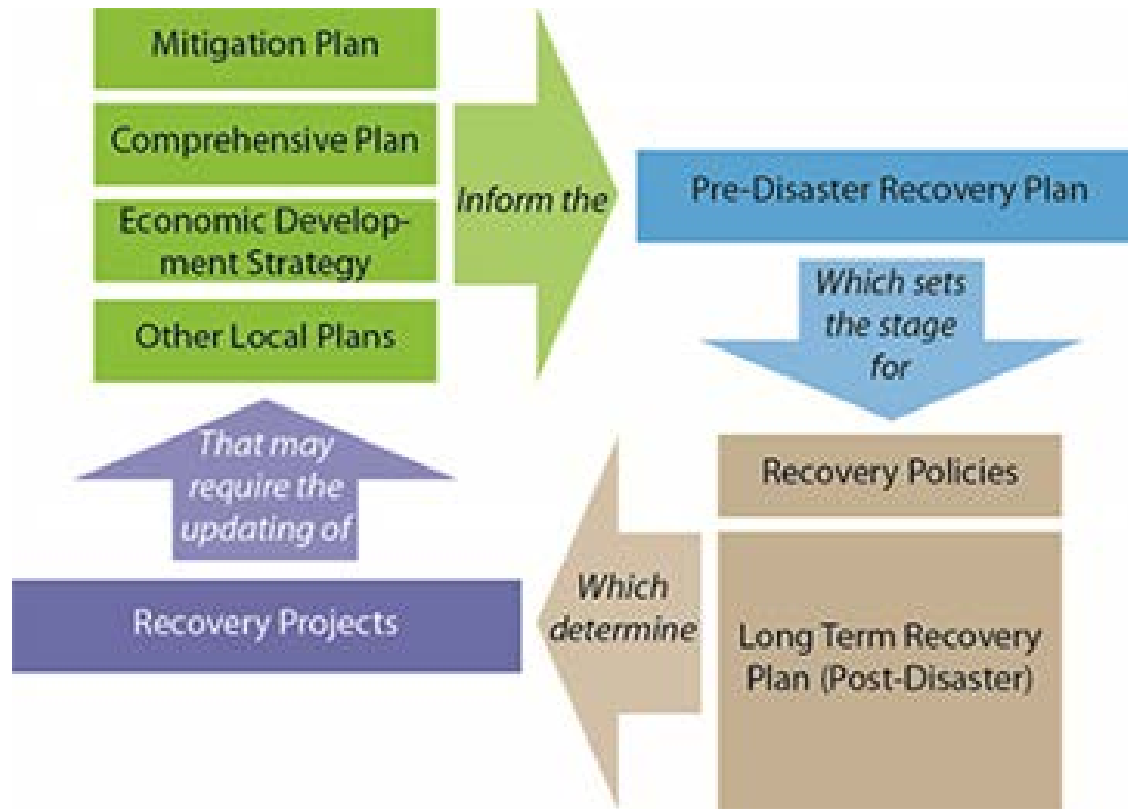 Mitigation Plan
Comprehensive Plan
Economic Develop-
ment Strategy
Other Local Plans
Inform the
Pre-Disaster Recovery Plan
Which sets
the stage
for
Recovery Policies
Long Term Recovery
Plan (Post-Disaster)
Which
determine
Recovery Projects
That may
require the
updating of